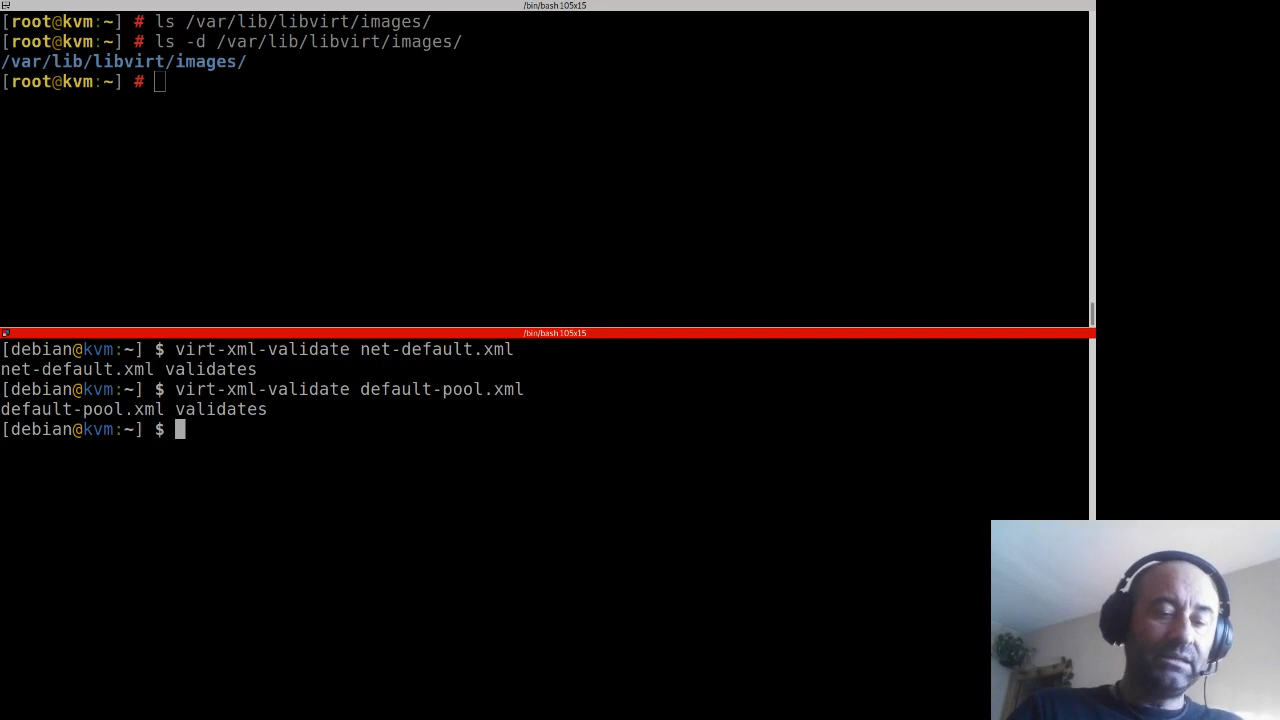 /bin/bash 105x15
[root@kvm:~] # ls /var/lib/libvirt/images/
[root@kvm:~] # ls -d /var/lib/libvirt/images/
/var/lib/libvirt/images/
[root@kvm:~] #
/bin/bash 105x15
[debian@kvm:~] $ virt-xml-validate net-default.xml
net-default.xml validates
[debian@kvm:~] $ virt-xml-validate default-pool.xml
default-pool.xml validates
[debian@kvm:~] $